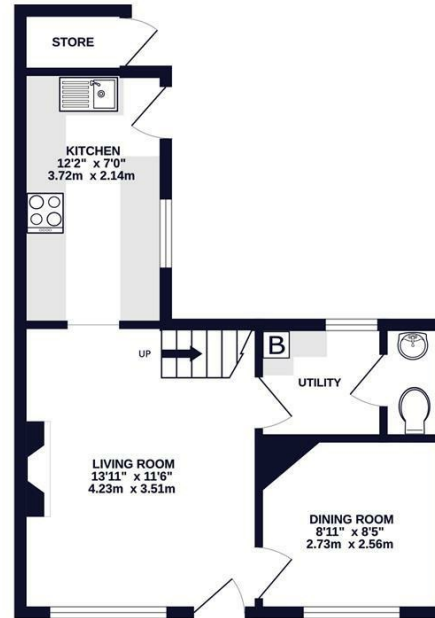 STORE
KITCHEN
12'2" x 7'0"
3.72m x 2.14m
UP
B
UTILITY
LIVING ROOM
13'11" x 11'6"
4.23m x 3.51m
DINING ROOM
8'11" x 8'5"
2.73m x 2.56m